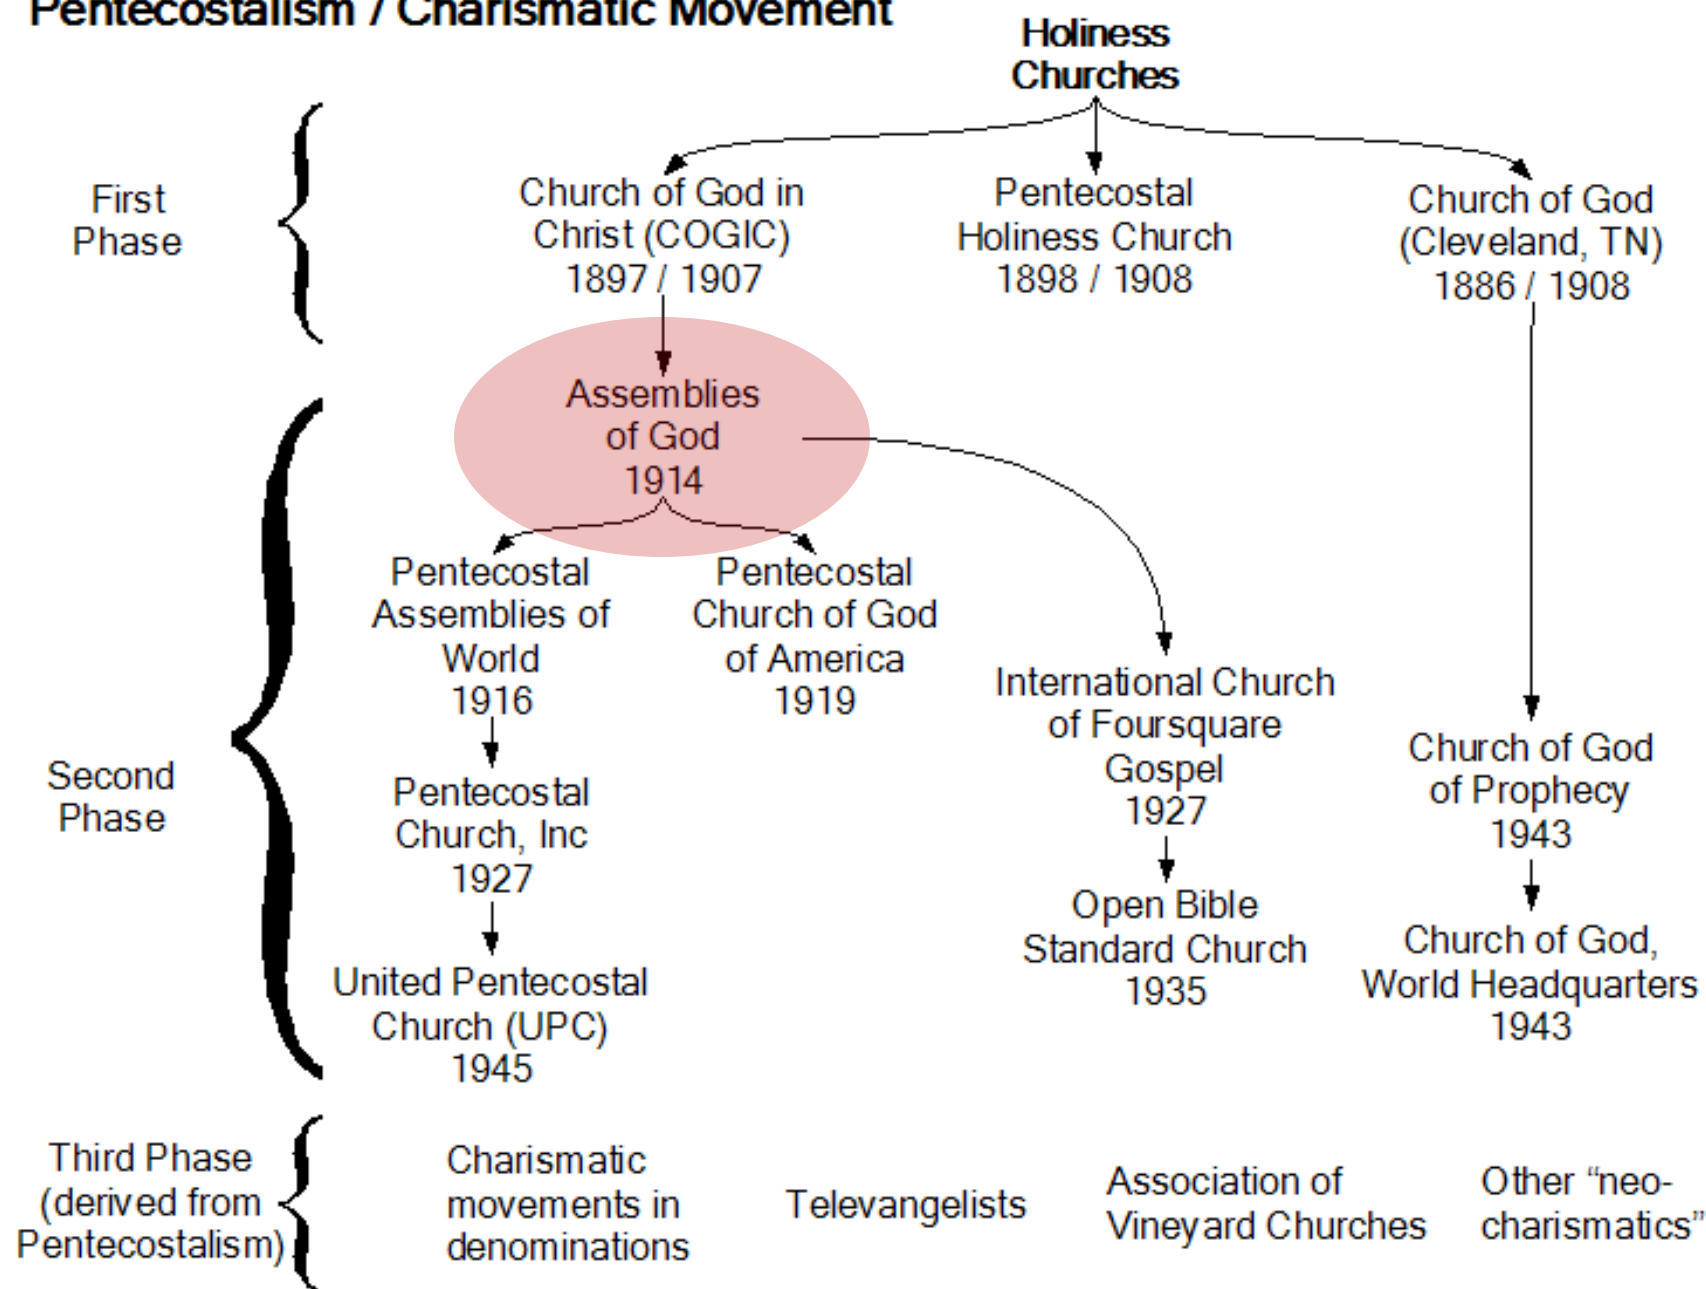 Pentecostalism / Charismatic Movement
Holiness
Churches
First
Phase
Church of God in
Christ (COGIC)
1897 / 1907
Pentecostal
Holiness Church
1898 / 1908
Church of God
(Cleveland, TN)
1886 / 1908
Second
Phase
Assemblies
of God
1914
Pentecostal
Assemblies of
World
1916
Pentecostal
Church of God
of America
1919
International Church
of Foursquare
Gospel
1927
Church of God
of Prophecy
1943
Pentecostal
Church, Inc
1927
Open Bible
Standard Church
1935
Church of God,
World Headquarters
1943
United Pentecostal
Church (UPC)
1945
Third Phase
(derived from
Pentecostalism)
Charismatic
movements in
denominations
Televangelists
Association of
Vineyard Churches
Other “neo-
charismatics”